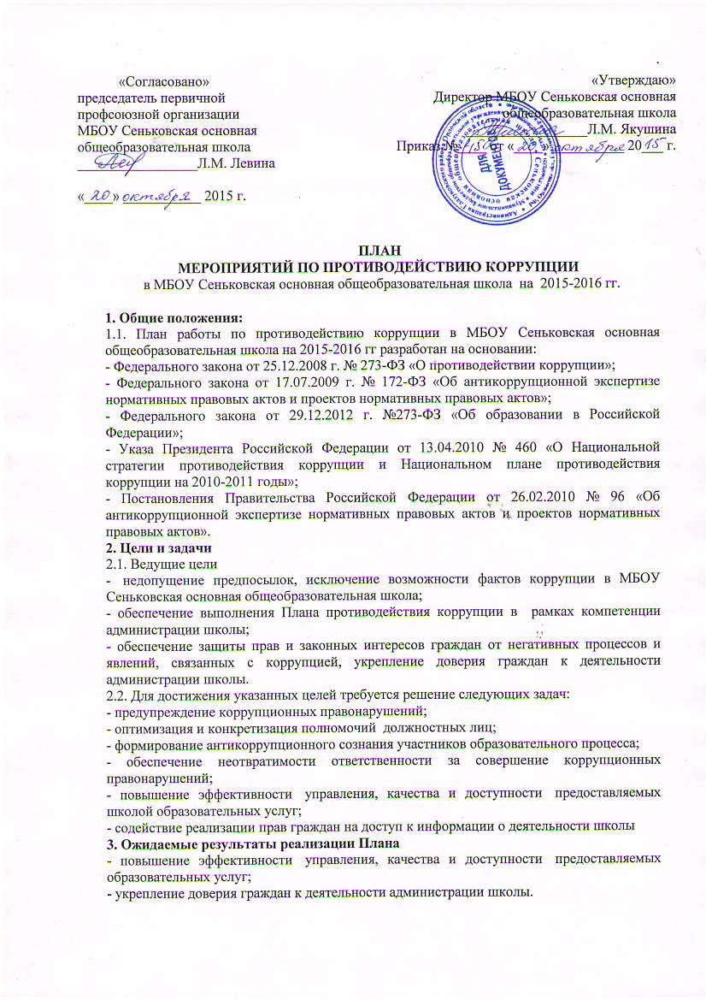 «Согласовано»
председатель первичной
профсоюзной организации
МБОУ Сеньковская основная
общеобразовательная школа
Л.М. Левина
«20» октября 2015 г.
«Утверждаю»
Директор МБОУ Сеньковская основная
общеобразовательная школа
Л.М. Якушина
Приказ № от «20» октября 2015 г.
ДЛЯ
ДОКУМЕНТОВ
ПЛАН
МЕРОПРИЯТИЙ ПО ПРОТИВОДЕЙСТВИЮ КОРРУПЦИИ
в МБОУ Сеньковская основная общеобразовательная школа на 2015-2016 гг.
1. Общие положения:
1.1. План работы по противодействию коррупции в МБОУ Сеньковская основная
общеобразовательная школа на 2015-2016 гг разработан на основании:
- Федерального закона от 25.12.2008 г. № 273-ФЗ «О противодействии коррупции»;
- Федерального закона от 17.07.2009 г. № 172-ФЗ «Об антикоррупционной экспертизе
нормативных правовых актов и проектов нормативных правовых актов»;
- Федерального закона от 29.12.2012 г. №273-ФЗ «Об образовании в Российской
Федерации»;
- Указа Президента Российской Федерации от 13.04.2010 № 460 «О Национальной
стратегии противодействия коррупции и Национальном плане противодействия
коррупции на 2010-2011 годы»;
- Постановления Правительства Российской Федерации от 26.02.2010 № 96 «Об
антикоррупционной экспертизе нормативных правовых актов и проектов нормативных
правовых актов».
2. Цели и задачи
2.1. Ведущие цели
- недопущение предпосылок, исключение возможности фактов коррупции в МБОУ
Сеньковская основная общеобразовательная школа;
- обеспечение выполнения Плана противодействия коррупции в рамках компетенции
администрации школы;
- обеспечение защиты прав и законных интересов граждан от негативных процессов и
явлений, связанных с коррупцией, укрепление доверия граждан к деятельности
администрации школы.
2.2. Для достижения указанных целей требуется решение следующих задач:
- предупреждение коррупционных правонарушений;
- оптимизация и конкретизация полномочий должностных лиц;
- формирование антикоррупционного сознания участников образовательного процесса;
- обеспечение неотвратимости ответственности за совершение коррупционных
правонарушений;
- повышение эффективности управления, качества и доступности предоставляемых
школой образовательных услуг;
- содействие реализации прав граждан на доступ к информации о деятельности школы
3. Ожидаемые результаты реализации Плана
- повышение эффективности управления, качества и доступности предоставляемых
образовательных услуг;
- укрепление доверия граждан к деятельности администрации школы.